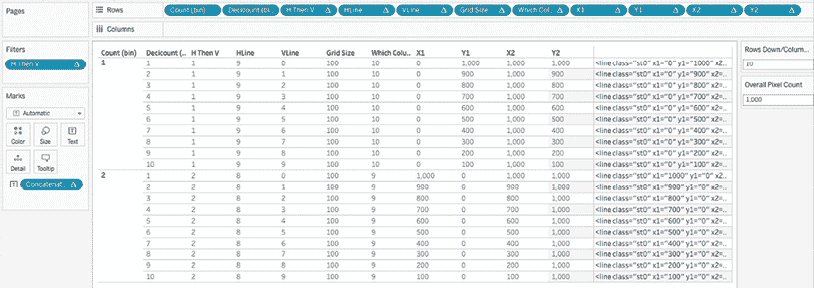 Pages
Rows Count (bin) Decicount (bi.. H Then V HLine VLine Grid Size Which Col.. X1 Y1 X2 Y2
Columns
Filters
H Then V
Marks
Automatic
Color Size Text
Detail Tooltip
Concatenat..
Count (bin) Decicount (.. H Then V HLine VLine Grid Size Which Colu.. X1 Y1 X2 Y2
1 1 1 9 0 100 10 0 1,000 1,000 1,000 <line class="st0" x1="0" y1="1000" x2=..
2 1 9 1 100 10 0 900 1,000 900 <line class="st0" x1="0" y1="900" x2=..
3 1 9 2 100 10 0 800 1,000 800 <line class="st0" x1="0" y1="800" x2=..
4 1 9 3 100 10 0 700 1,000 700 <line class="st0" x1="0" y1="700" x2=..
5 1 9 4 100 10 0 600 1,000 600 <line class="st0" x1="0" y1="600" x2=..
6 1 9 5 100 10 0 500 1,000 500 <line class="st0" x1="0" y1="500" x2=..
7 1 9 6 100 10 0 400 1,000 400 <line class="st0" x1="0" y1="400" x2=..
8 1 9 7 100 10 0 300 1,000 300 <line class="st0" x1="0" y1="300" x2=..
9 1 9 8 100 10 0 200 1,000 200 <line class="st0" x1="0" y1="200" x2=..
10 1 9 9 100 10 0 100 1,000 100 <line class="st0" x1="0" y1="100" x2=..
2 1 2 8 0 100 9 1,000 0 1,000 1,000 <line class="st0" x1="1000" y1="0" x2=..
2 2 8 1 100 9 900 0 900 1,000 <line class="st0" x1="900" y1="0" x2=..
3 2 8 2 100 9 800 0 800 1,000 <line class="st0" x1="800" y1="0" x2=..
4 2 8 3 100 9 700 0 700 1,000 <line class="st0" x1="700" y1="0" x2=..
5 2 8 4 100 9 600 0 600 1,000 <line class="st0" x1="600" y1="0" x2=..
6 2 8 5 100 9 500 0 500 1,000 <line class="st0" x1="500" y1="0" x2=..
7 2 8 6 100 9 400 0 400 1,000 <line class="st0" x1="400" y1="0" x2=..
8 2 8 7 100 9 300 0 300 1,000 <line class="st0" x1="300" y1="0" x2=..
9 2 8 8 100 9 200 0 200 1,000 <line class="st0" x1="200" y1="0" x2=..
10 2 8 9 100 9 100 0 100 1,000 <line class="st0" x1="100" y1="0" x2=..
Rows Down/Colum...
10
Overall Pixel Count
1,000